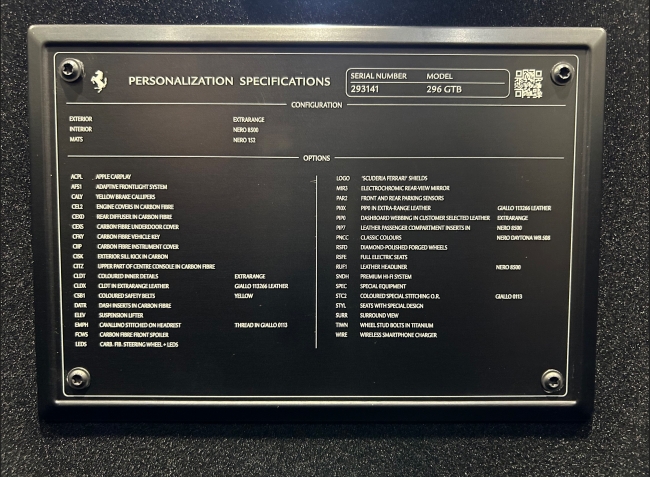 PERSONALIZATION SPECIFICATIONS
SERIAL NUMBER MODEL
293141 296 GTB
CONFIGURATION
EXTERIOR EXTRARANGE
INTERIOR NERO 8500
MATS NERO 152
OPTIONS
ACPL APPLE CARPLAY
AFS1 ADAPTIVE FRONTLIGHT SYSTEM
CALY YELLOW BRAKE CALLIPERS
CEL2 ENGINE COVERS IN CARBON FIBRE
CEXD REAR DIFFUSER IN CARBON FIBRE
CEXS CARBON FIBRE UNDERDOOR COVER
CFKY CARBON FIBRE VEHICLE KEY
CIIP CARBON FIBRE INSTRUMENT COVER
CISK EXTERIOR SILL KICK IN CARBON
CITZ UPPER PART OF CENTRE CONSOLE IN CARBON FIBRE
CLDT COLOURED INNER DETAILS EXTRARANGE
CLDX CLDT IN EXTRARANGE LEATHER GIALLO 113266 LEATHER
CSB1 COLOURED SAFETY BELTS YELLOW
DATR DASH INSERTS IN CARBON FIBRE
ELEV SUSPENSION LIFTER
EMPH CAVALLINO STITCHED ON HEADREST THREAD IN GIALLO 0113
FCWS CARBON FIBRE FRONT SPOILER
LEDS CARB. FIB. STEERING WHEEL + LEDS
LOGO "SCUDERIA FERRARI" SHIELDS
MIR3 ELECTROCHROMIC REAR-VIEW MIRROR
PAR2 FRONT AND REAR PARKING SENSORS
PI0X PIP0 IN EXTRA-RANGE LEATHER GIALLO 113266 LEATHER
PIP0 DASHBOARD WEBBING IN CUSTOMER SELECTED LEATHER EXTRARANGE
PIP7 LEATHER PASSENGER COMPARTMENT INSERTS IN NERO 8500
PNCC CLASSIC COLOURS NERO DAYTONA WB.508
RSFD DIAMOND-POLISHED FORGED WHEELS
RSFE FULL ELECTRIC SEATS
RUF1 LEATHER HEADLINER NERO 8500
SNDH PREMIUM HI-FI SYSTEM
SPEC SPECIAL EQUIPMENT
STC2 COLOURED SPECIAL STITCHING O.R. GIALLO 0113
STYL SEATS WITH SPECIAL DESIGN
SURR SURROUND VIEW
TIWN WHEEL STUD BOLTS IN TITANIUM
WIRE WIRELESS SMARTPHONE CHARGER